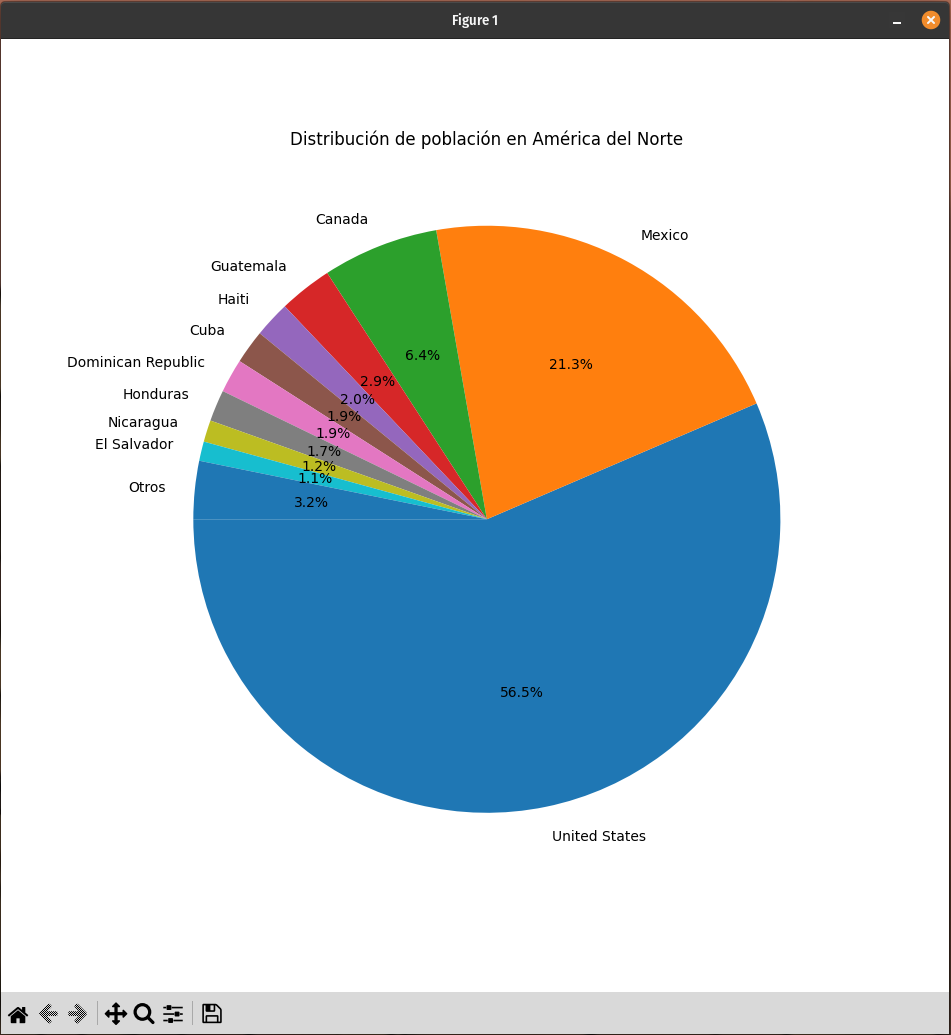 Figure 1
Distribución de población en América del Norte
Canada
Mexico
Guatemala
Haiti
Cuba
Dominican Republic
Honduras
Nicaragua
El Salvador
Otros
United States
6.4%
21.3%
2.9%
2.0%
1.9%
1.9%
1.7%
1.2%
1.1%
3.2%
56.5%